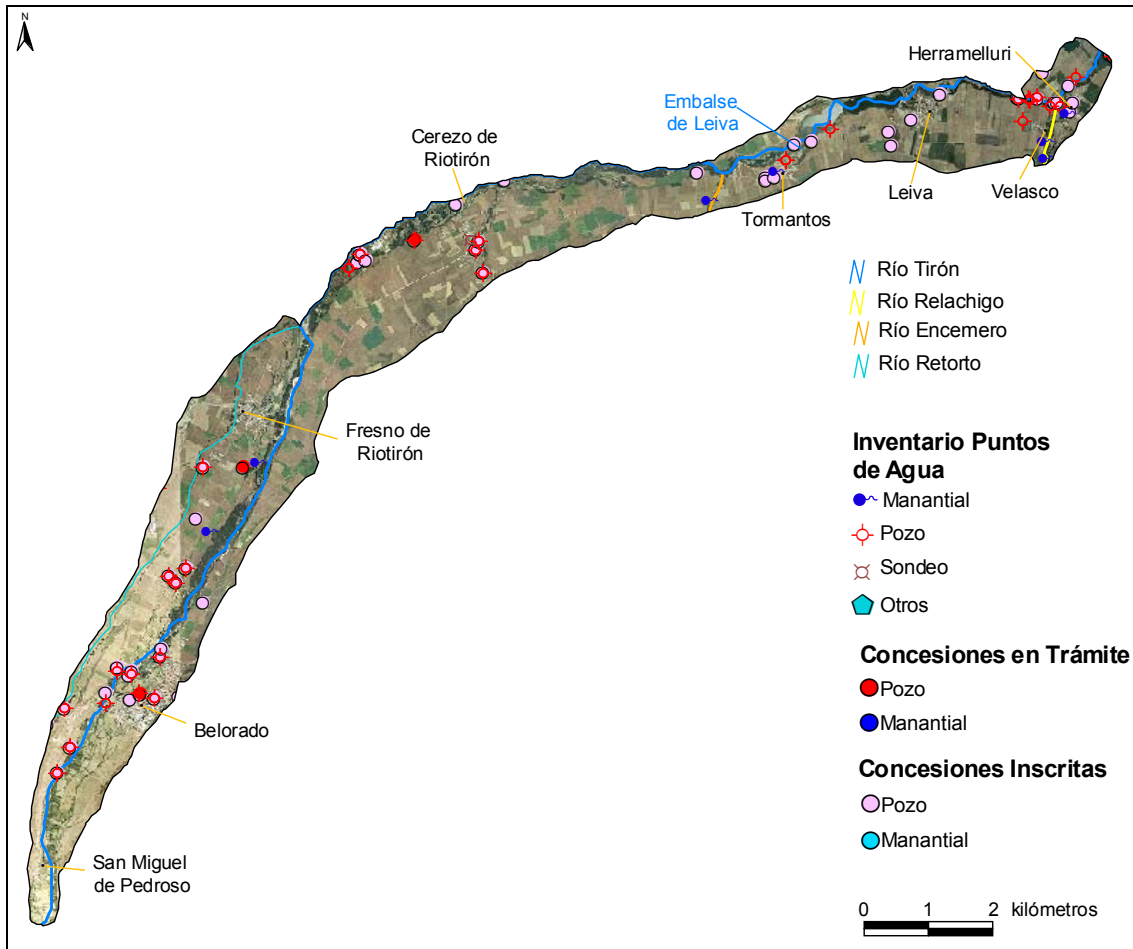 N
Herramelluri
Embalse
de Leiva
Cerezo de
Riotirón
Leiva
Velasco
Tormantos
Río Tirón
Río Relachigo
Río Encemero
Río Retorto
Fresno de
Riotirón
Inventario Puntos
de Agua
Manantial
Pozo
Sondeo
Otros
Concesiones en Trámite
Pozo
Manantial
Belorado
Concesiones Inscritas
Pozo
Manantial
San Miguel
de Pedroso
0 1 2 kilómetros